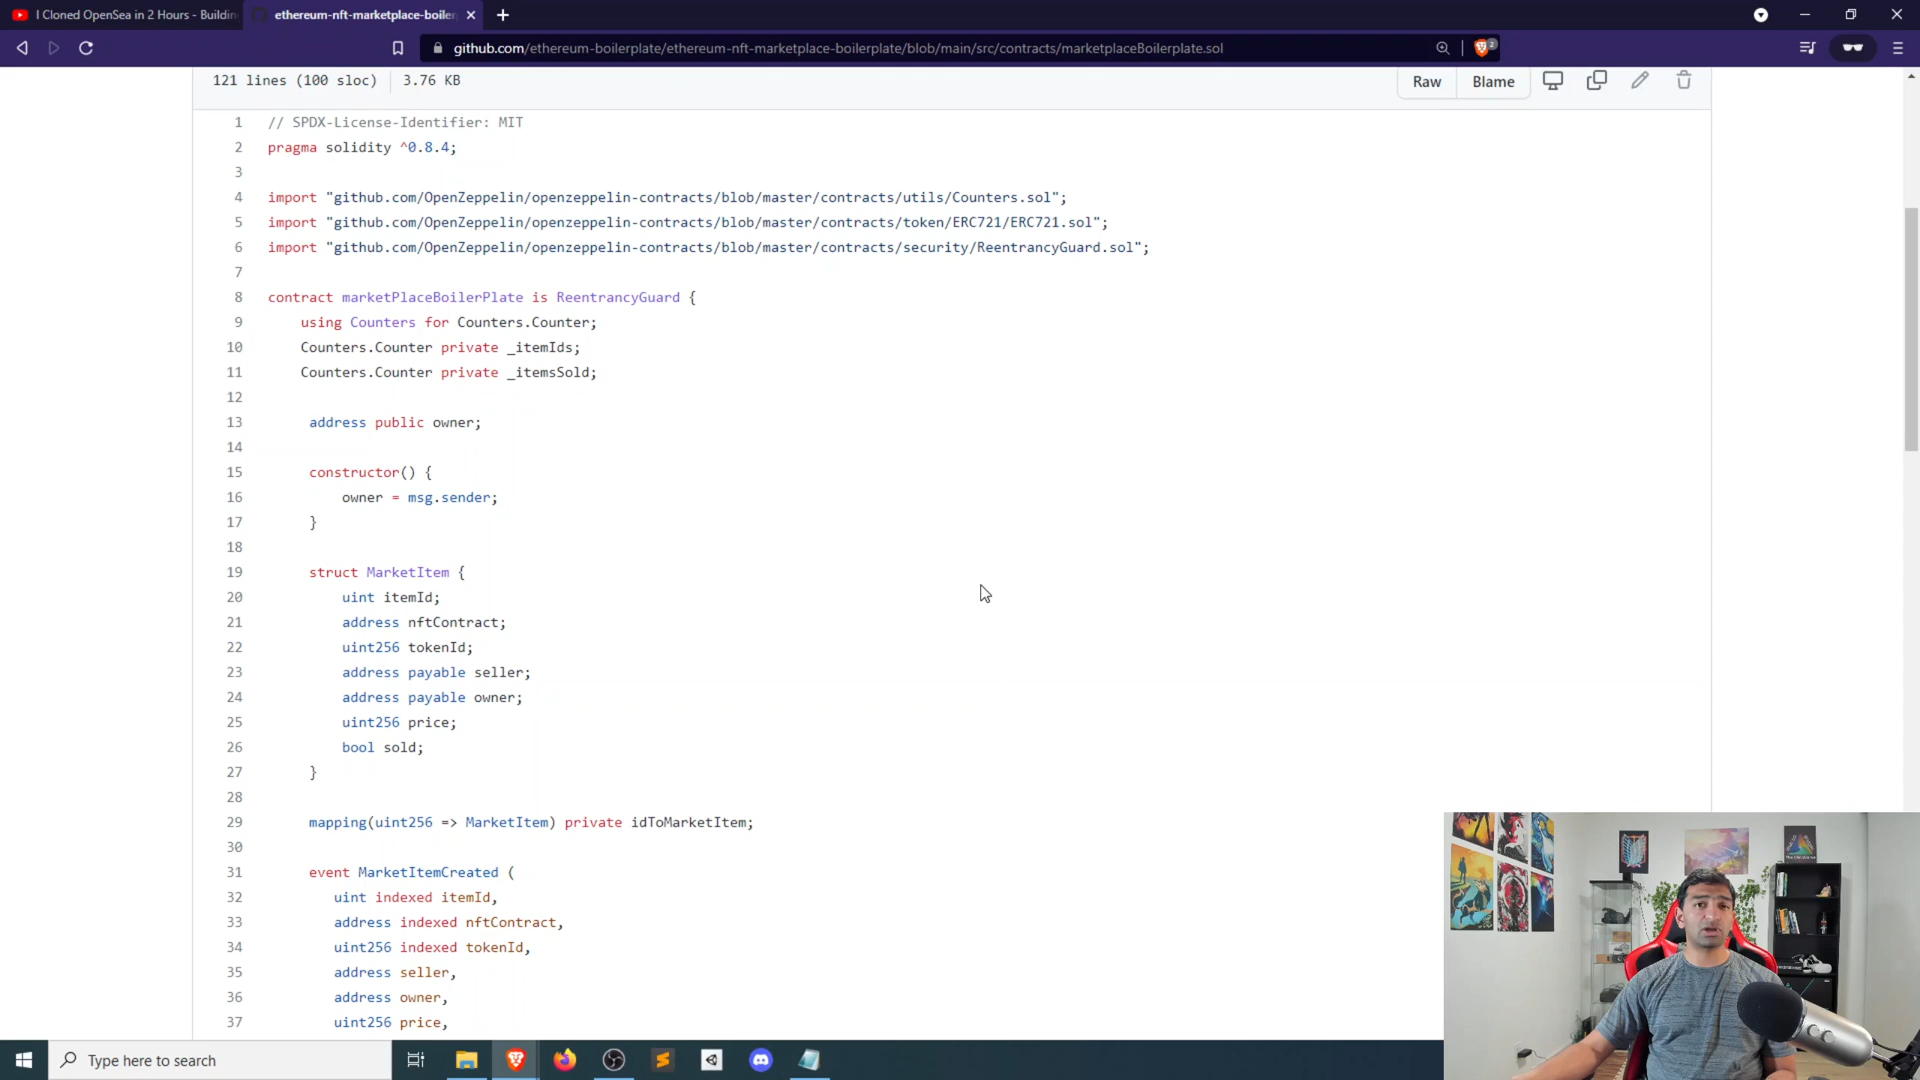 I Cloned OpenSea in 2 Hours - Buildin
ethereum-nft-marketplace-boiler
github.com/ethereum-boilerplate/ethereum-nft-marketplace-boilerplate/blob/main/src/contracts/marketplaceBoilerplate.sol
2
121 lines (100 sloc) 3.76 KB
Raw Blame
1 // SPDX-License-Identifier: MIT
2 pragma solidity ^0.8.4;
3
4 import "github.com/OpenZeppelin/openzeppelin-contracts/blob/master/contracts/utils/Counters.sol";
5 import "github.com/OpenZeppelin/openzeppelin-contracts/blob/master/contracts/token/ERC721/ERC721.sol";
6 import "github.com/OpenZeppelin/openzeppelin-contracts/blob/master/contracts/security/ReentrancyGuard.sol";
7
8 contract marketPlaceBoilerPlate is ReentrancyGuard {
9 using Counters for Counters.Counter;
10 Counters.Counter private _itemIds;
11 Counters.Counter private _itemsSold;
12
13 address public owner;
14
15 constructor() {
16 owner = msg.sender;
17 }
18
19 struct MarketItem {
20 uint itemId;
21 address nftContract;
22 uint256 tokenId;
23 address payable seller;
24 address payable owner;
25 uint256 price;
26 bool sold;
27 }
28
29 mapping(uint256 => MarketItem) private idToMarketItem;
30
31 event MarketItemCreated (
32 uint indexed itemId,
33 address indexed nftContract,
34 uint256 indexed tokenId,
35 address seller,
36 address owner,
37 uint256 price,
Type here to search